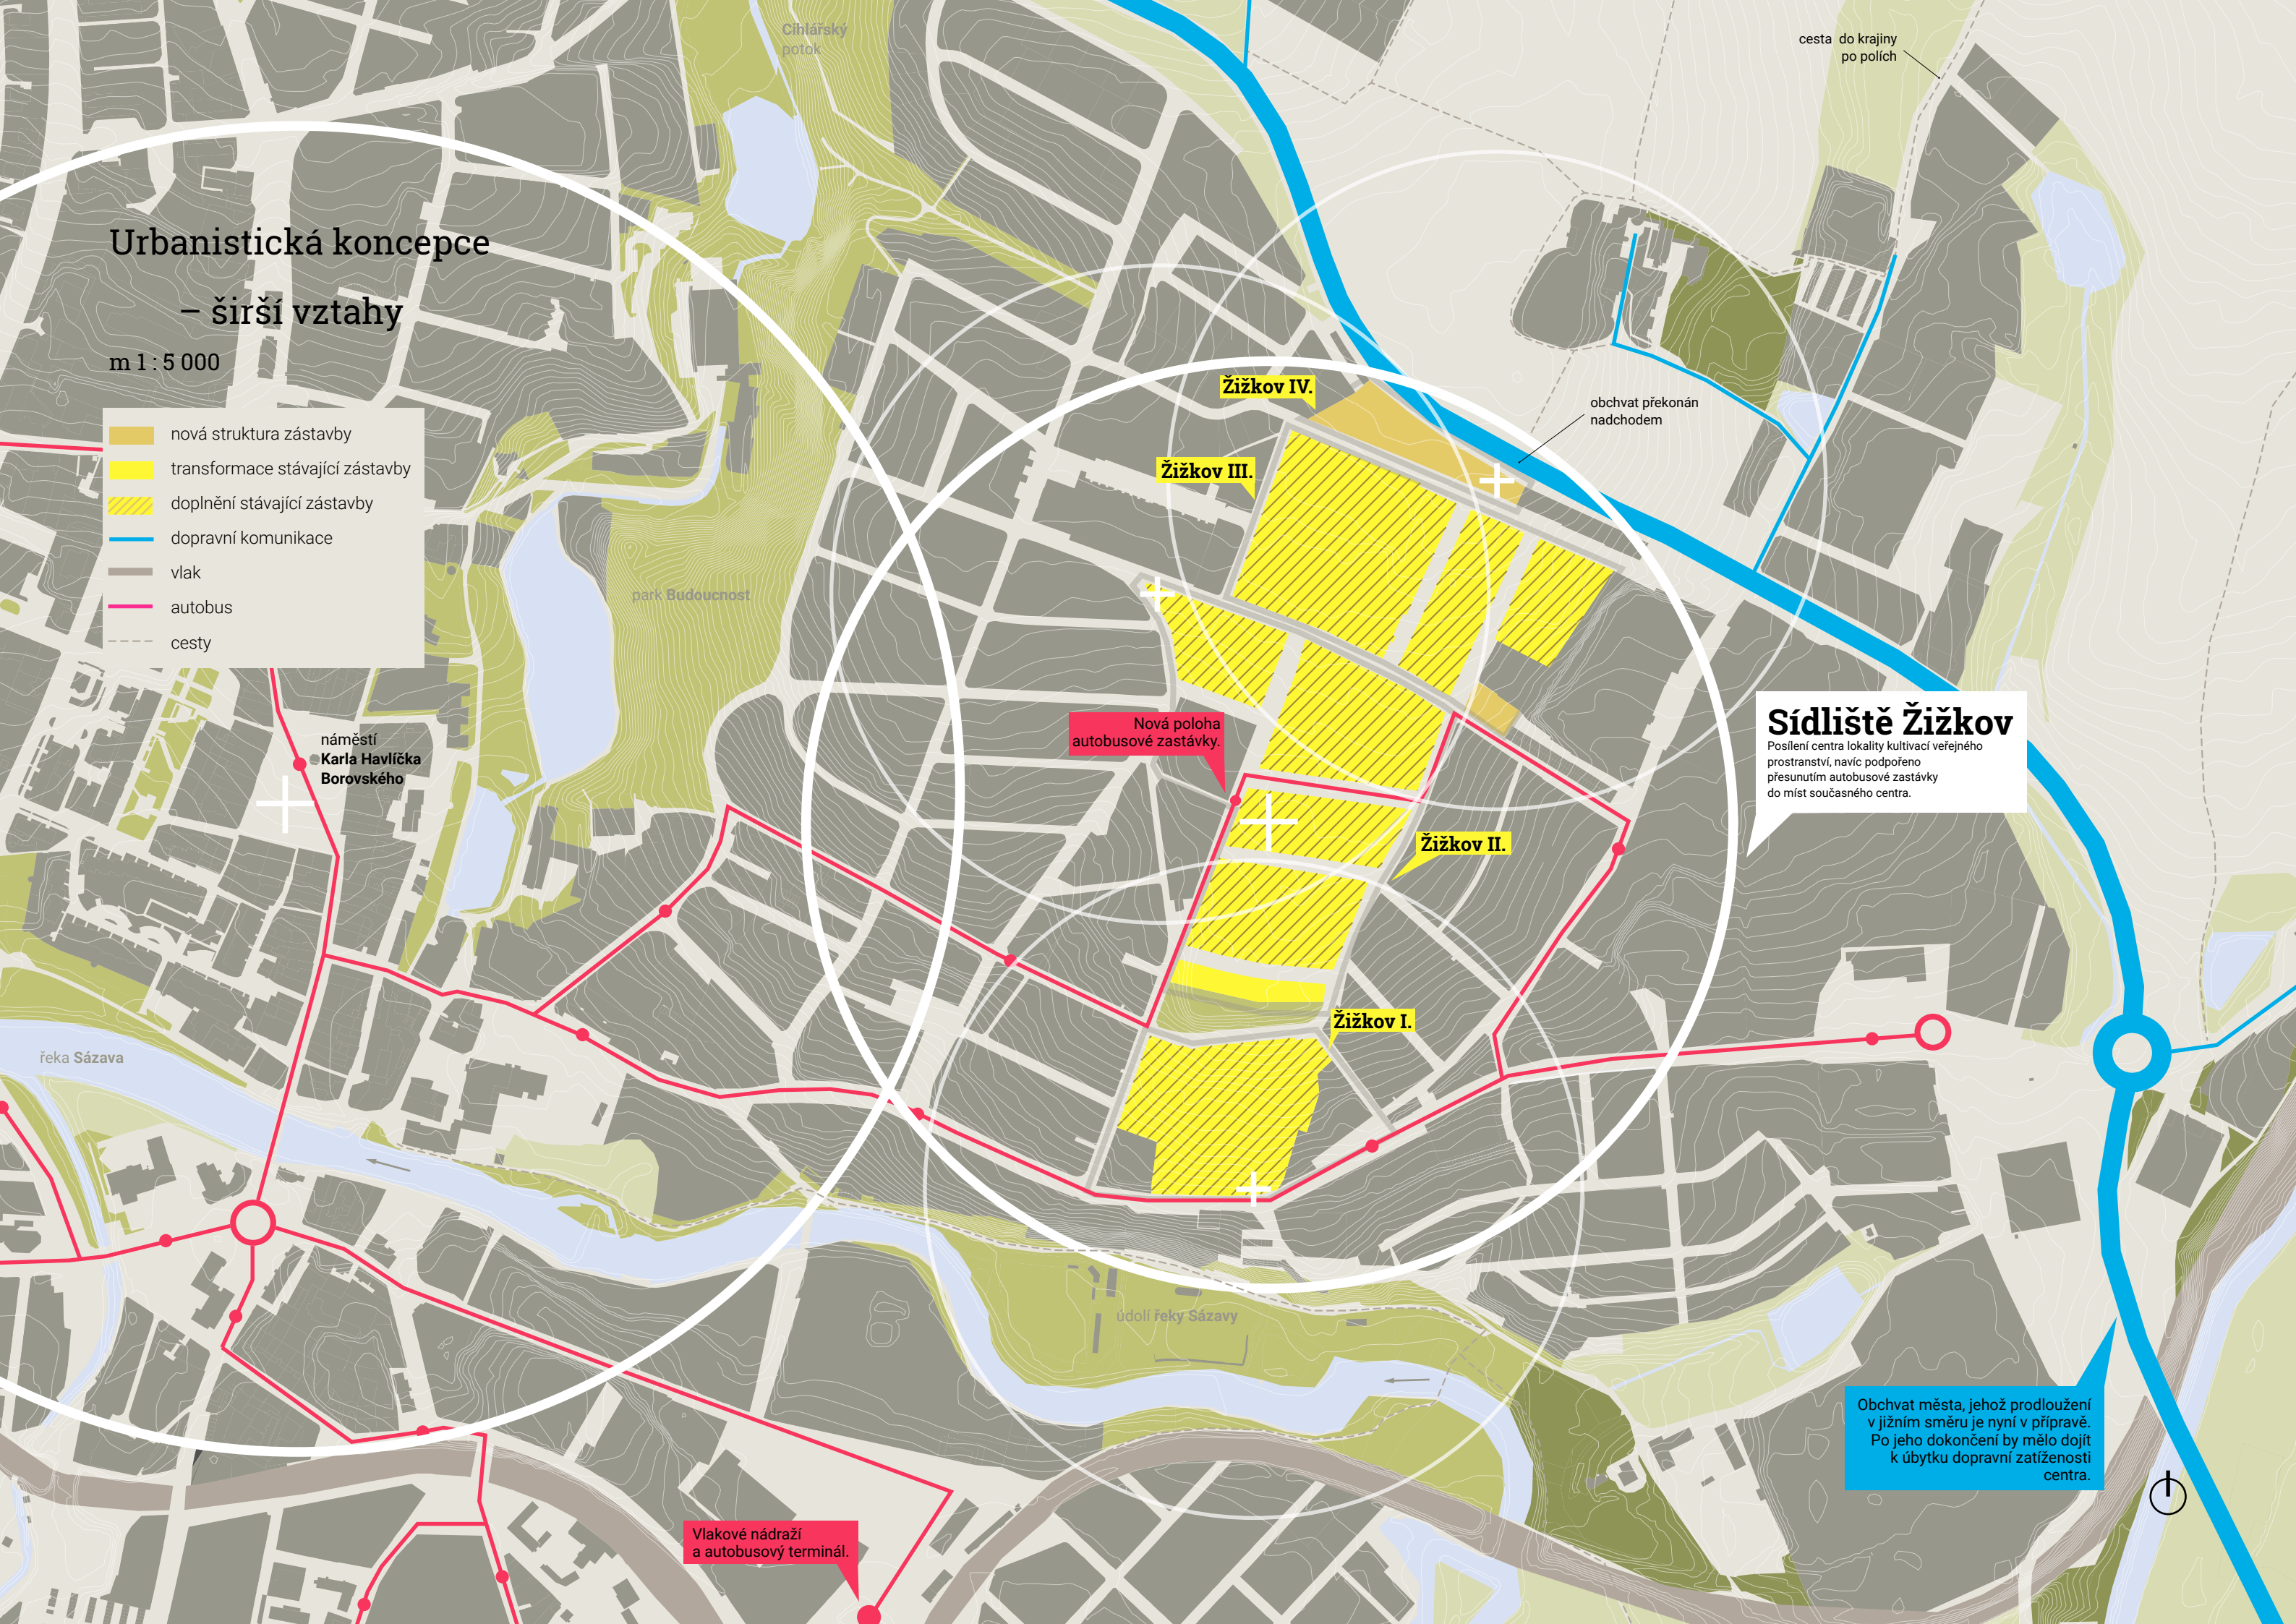 Cihlářský
potok
cesta do krajiny
po polích
Urbanistická koncepce
– širší vztahy
m 1 : 5 000
nová struktura zástavby
transformace stávající zástavby
doplnění stávající zástavby
dopravní komunikace
vlak
autobus
cesty
Žižkov IV.
obchvat překonán
nadchodem
Žižkov III.
park Budoucnost
náměstí
Karla Havlíčka
Borovského
Nová poloha
autobusové zastávky.
Sídliště Žižkov
Posílení centra lokality kultivací veřejného
prostranství, navíc podpořeno
přesunutím autobusové zastávky
do míst současného centra.
Žižkov II.
Žižkov I.
řeka Sázava
údolí řeky Sázavy
Obchvat města, jehož prodloužení
v jižním směru je nyní v přípravě.
Po jeho dokončení by mělo dojít
k úbytku dopravní zatíženosti
centra.
Vlakové nádraží
a autobusový terminál.